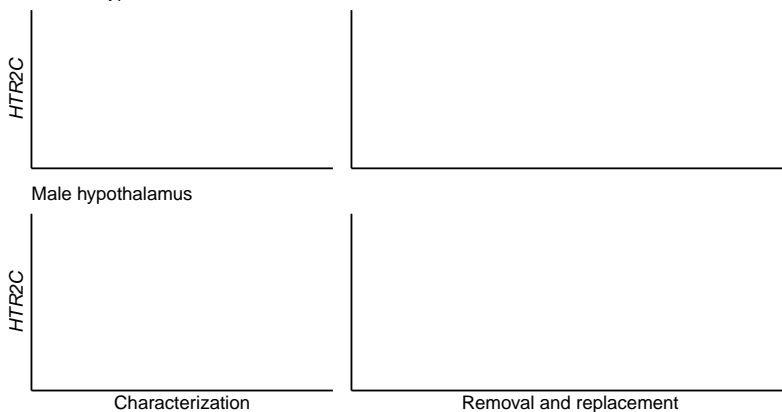 HTR2C
Male hypothalamus
HTR2C
Characterization
Removal and replacement